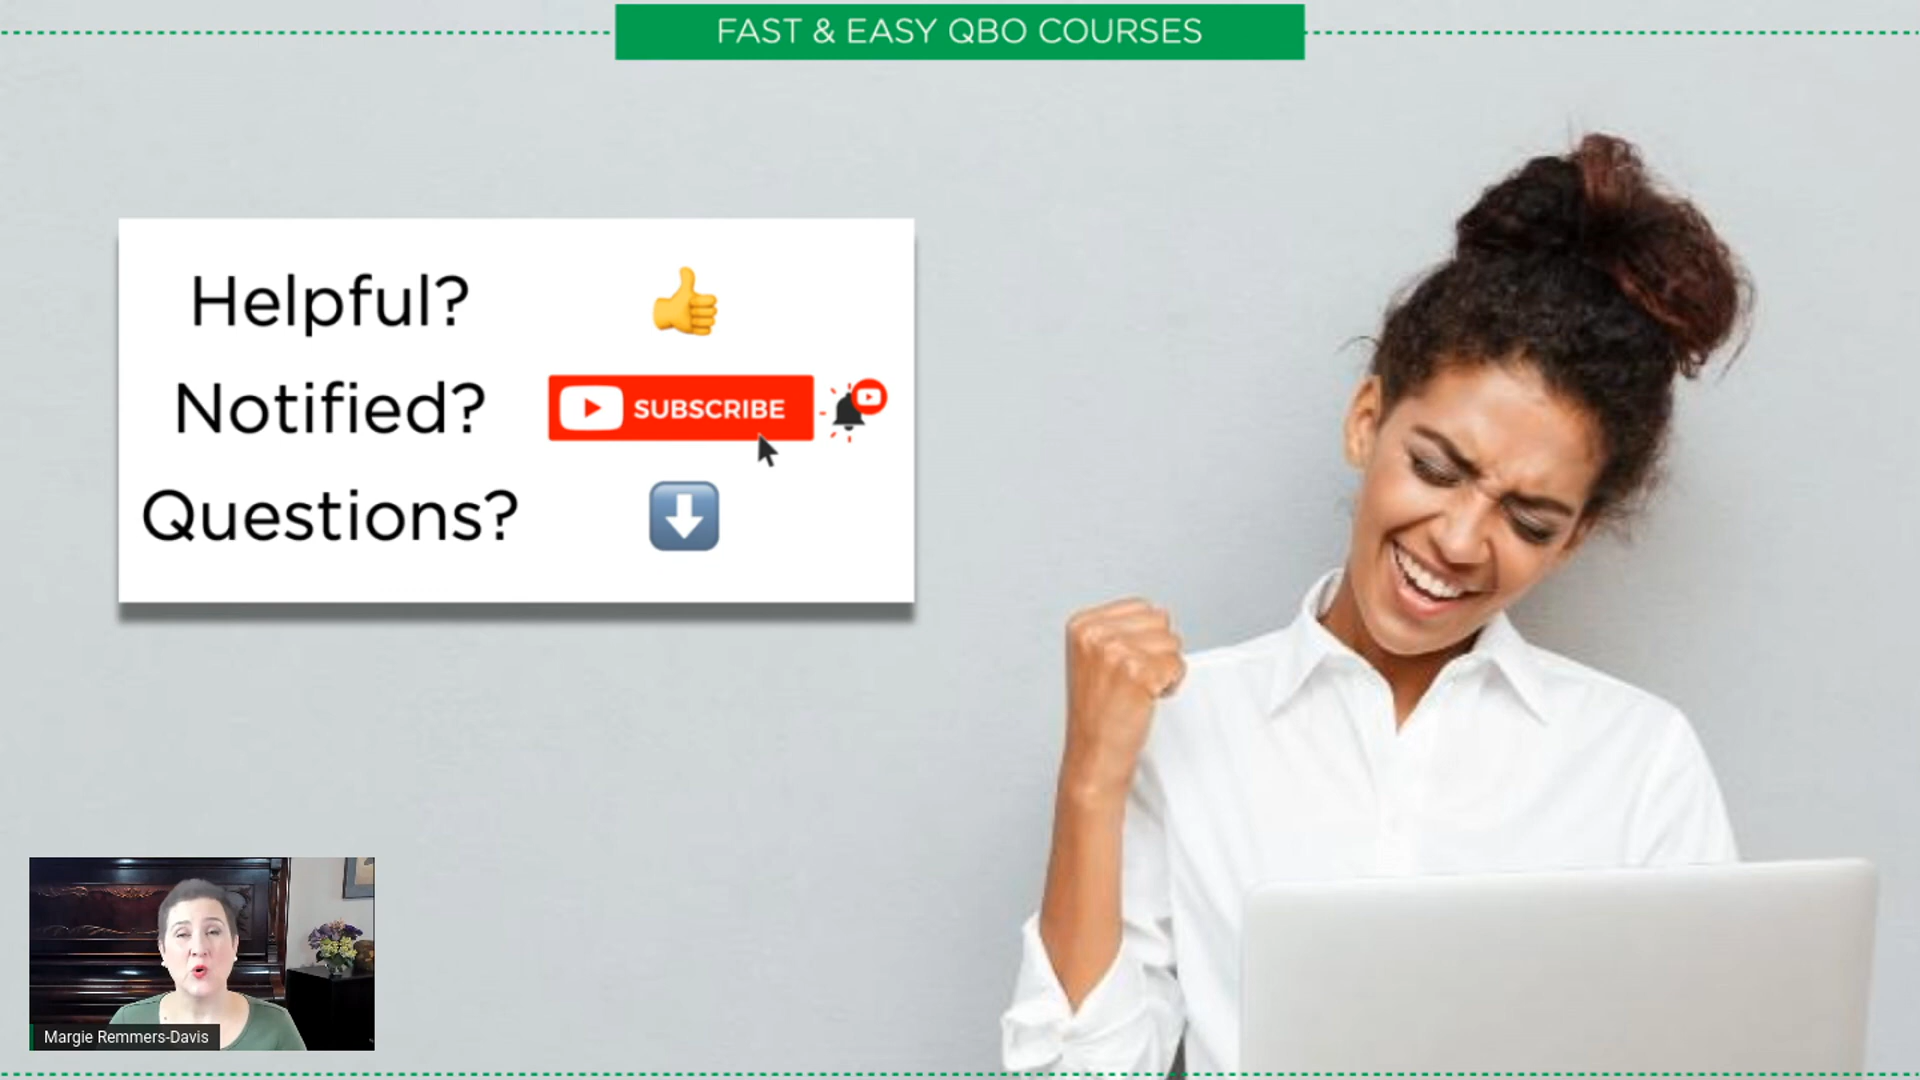 FAST & EASY QBO COURSES
Helpful?
Notified? SUBSCRIBE
Questions?
Margie Remmers-Davis